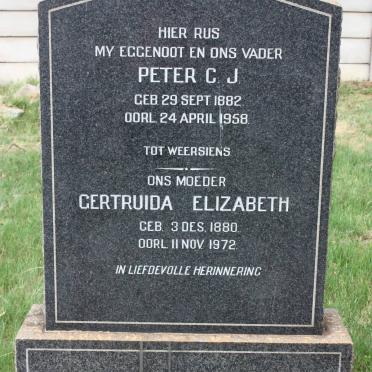 HIER RUS
MY EGGENOOT EN ONS VADER
PETER C. J.
GEB 29 SEPT 1882
OORL 24 APRIL 1958.
TOT WEERSIENS
ONS MOEDER
GERTRUIDA ELIZABETH
GEB. 3 DES. 1880.
OORL 11 NOV. 1972.
IN LIEFDEVOLLE HERINNERING